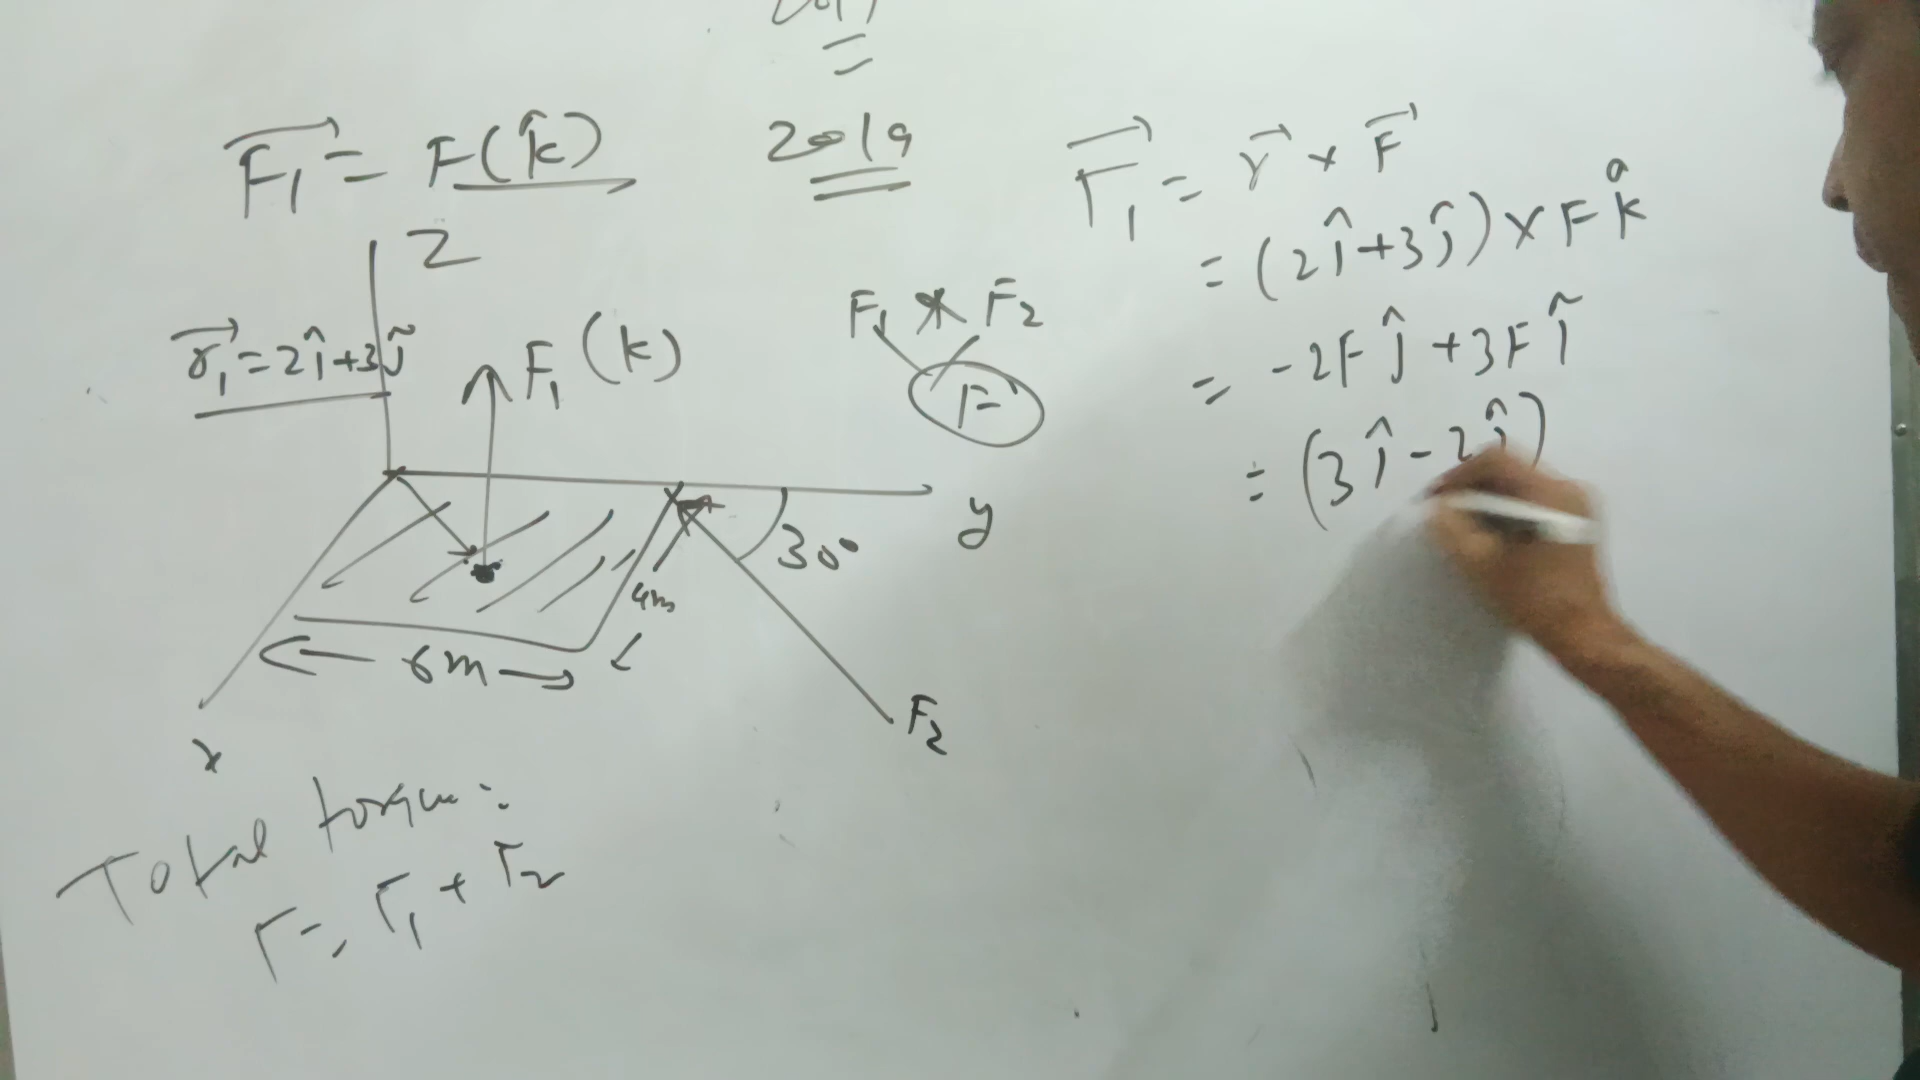 F₁ = F(k̂)
2019
z
r₁ = 2î+3ĵ
F₁ (k)
F₁ F₂
F
y
30°
4m
6m
F₂
x
Total torque:
τ = τ₁ + τ₂
τ₁ = r × F
= (2î+3ĵ) × F k̂
= -2F ĵ + 3F î
= (3î - 2ĵ)